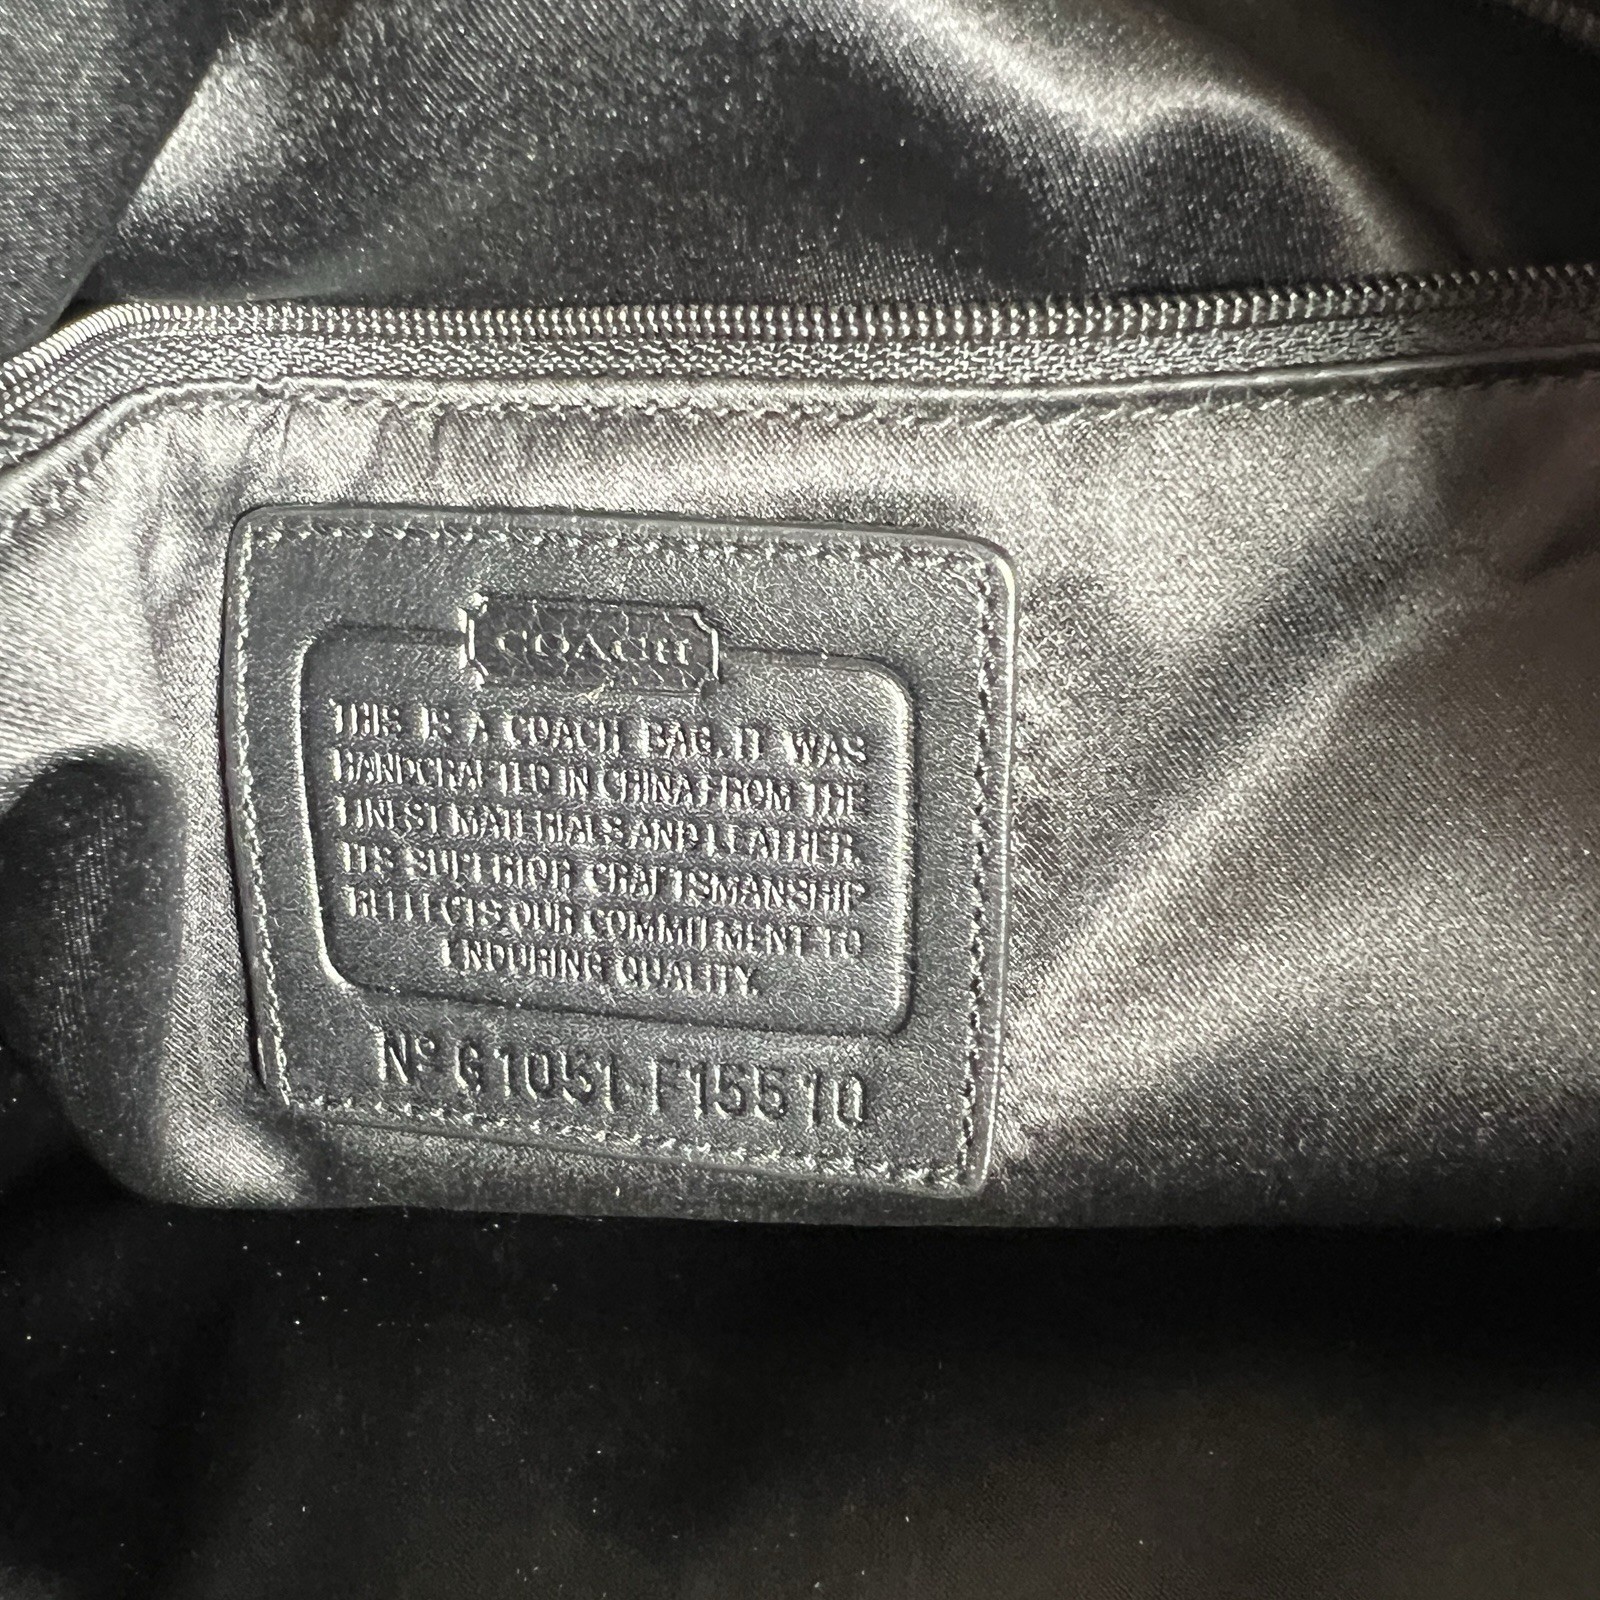 COACH
THIS IS A COACH BAG. IT WAS
HANDCRAFTED IN CHINA FROM THE
FINEST MATERIALS AND LEATHER.
ITS SUPERIOR CRAFTSMANSHIP
REFLECTS OUR COMMITMENT TO
ENDURING QUALITY.
Nº G1051-F15510